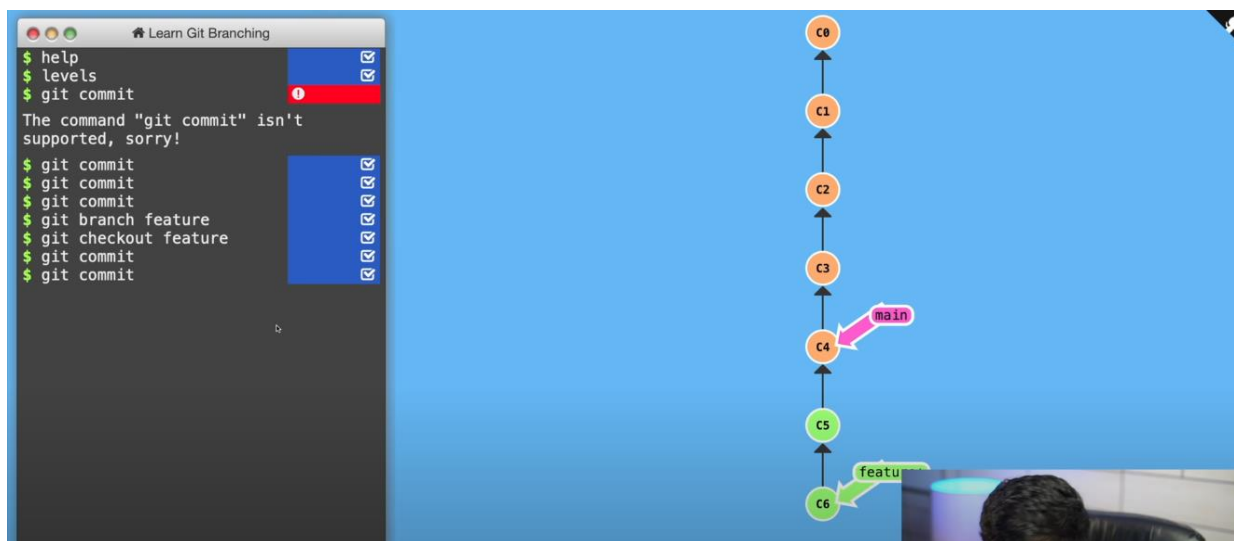 Learn Git Branching
$ help
$ levels
$ git commit
The command "git commit" isn't
supported, sorry!
$ git commit
$ git commit
$ git commit
$ git branch feature
$ git checkout feature
$ git commit
$ git commit
C0
C1
C2
C3
main
C4
C5
C6